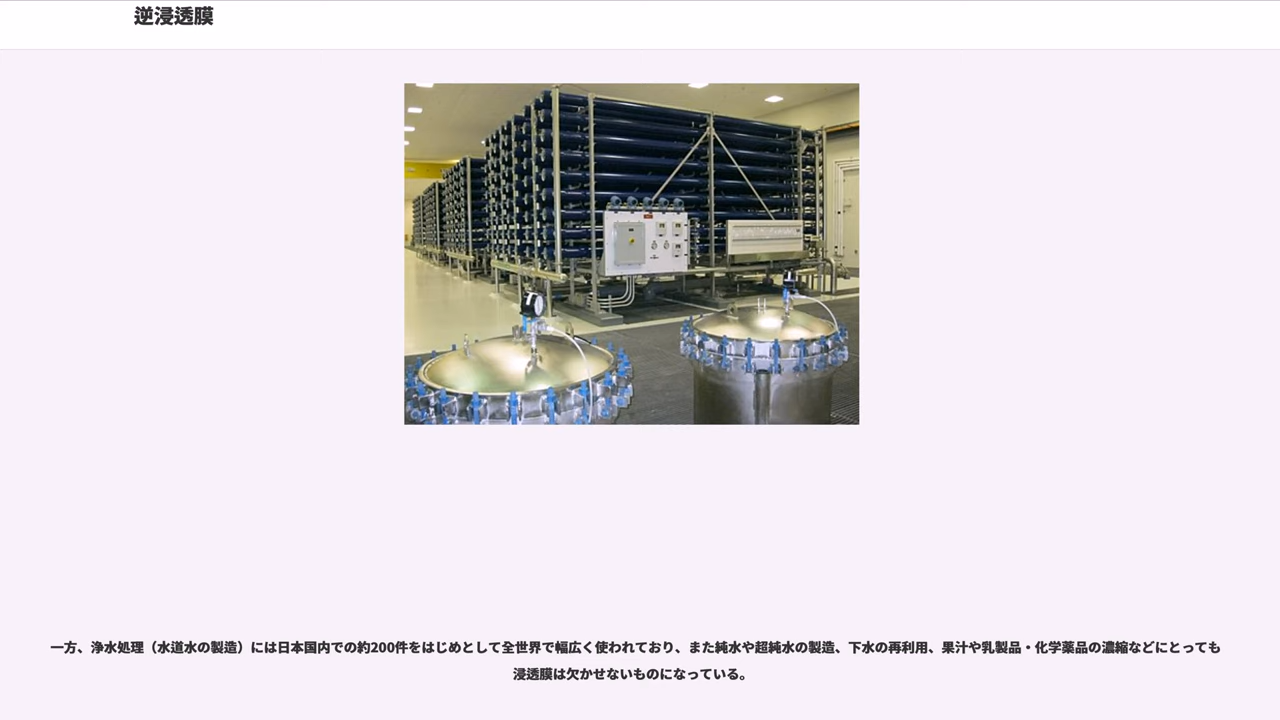 逆浸透膜
一方、浄水処理（水道水の製造）には日本国内での約200件をはじめとして全世界で幅広く使われており、また純水や超純水の製造、下水の再利用、果汁や乳製品・化学薬品の濃縮などにとっても
浸透膜は欠かせないものになっている。